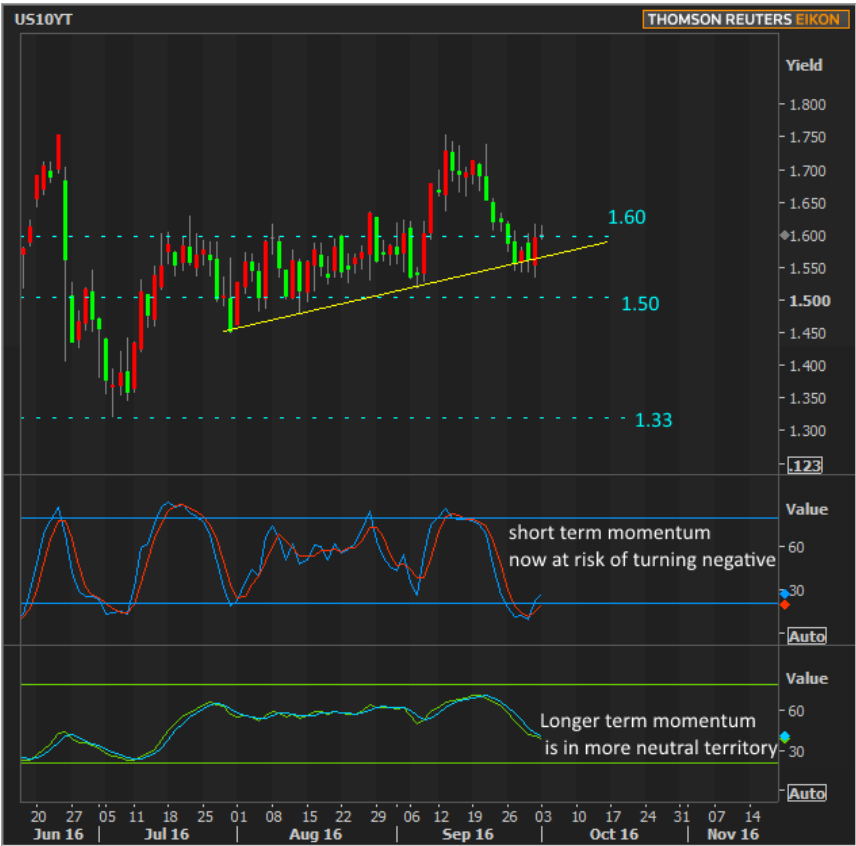 US10YT
THOMSON REUTERS EIKON
Yield
1.800
1.750
1.700
1.650
1.60
1.600
1.550
1.50
1.500
1.450
1.400
1.350
1.33
1.300
.123
Value
short term momentum
now at risk of turning negative
60
30
Auto
Value
60
Longer term momentum
is in more neutral territory
30
Auto
20 27 05 11 18 25 01 08 15 22 29 06 12 19 26 03 10 17 24 31 07 14
Jun 16 Jul 16 Aug 16 Sep 16 Oct 16 Nov 16